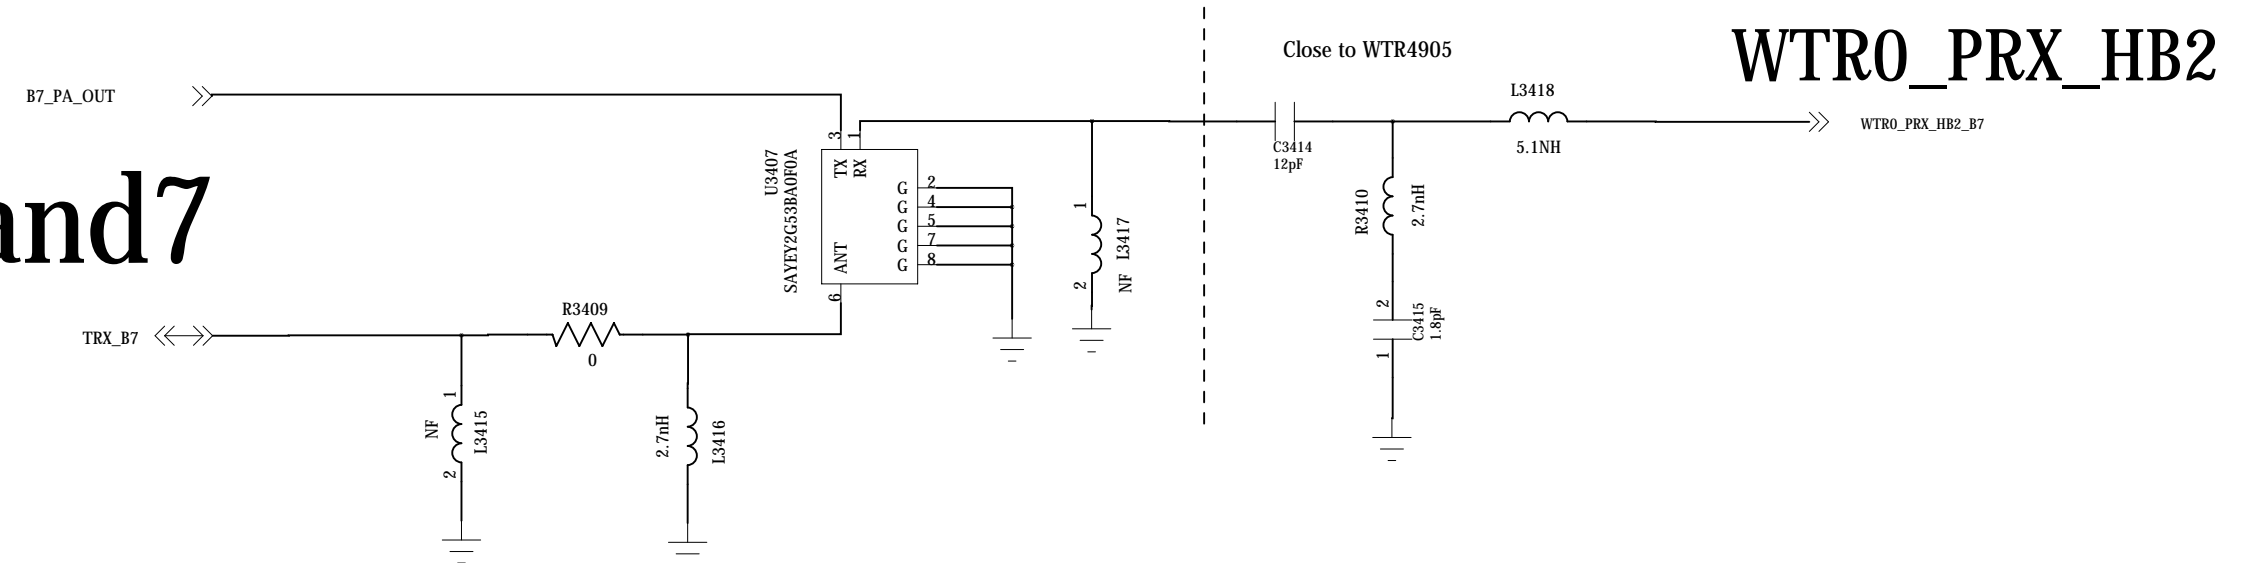 WTR0_PRX_HB2
Close to WTR4905
L3418
B7_PA_OUT
WTR0_PRX_HB2_B7
C3414
12pF
5.1NH
3
1
TX
RX
U3407
SAYEY2G53BA0F0A
G 2
G 4
G 5
G 7
G 8
ANT
6
and7
1
2
NF L3417
R3410
2.7nH
2
1
C3415
1.8pF
R3409
0
TRX_B7
1
2
NF
L3415
2.7nH
L3416